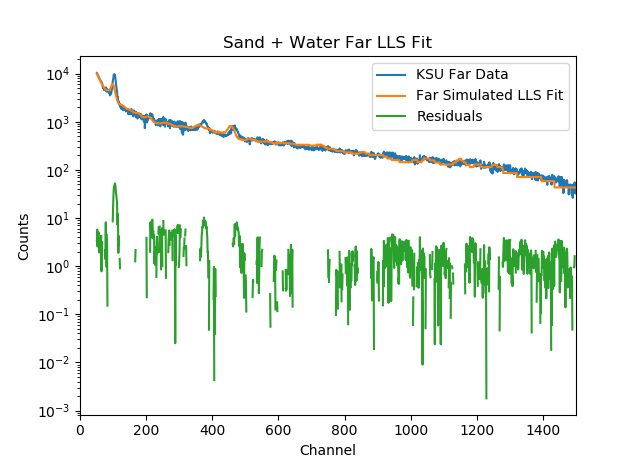 Sand + Water Far LLS Fit
KSU Far Data
Far Simulated LLS Fit
Residuals
Counts
10⁴
10³
10²
10¹
10⁰
10⁻¹
10⁻²
10⁻³
0 200 400 600 800 1000 1200 1400
Channel